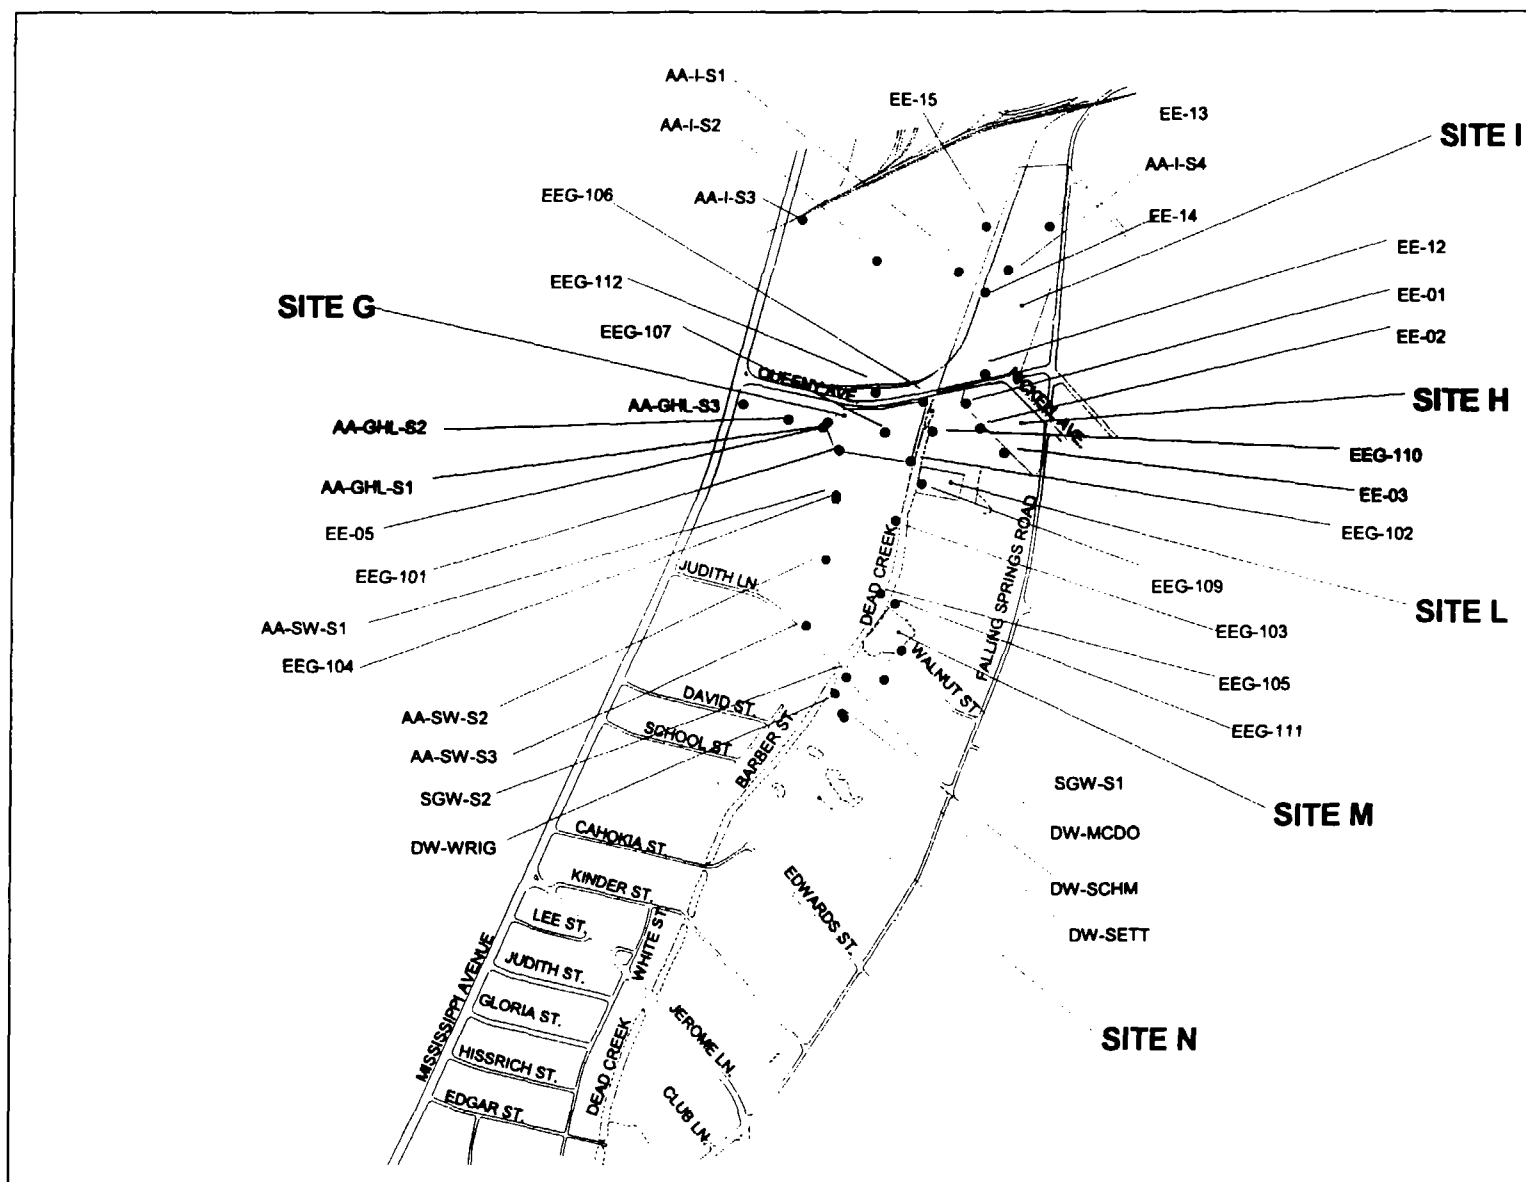 AA-I-S1
EE-15
EE-13
AA-I-S2
SITE I
AA-I-S4
EEG-106
AA-I-S3
EE-14
EE-12
EEG-112
EE-01
SITE G
EEG-107
EE-02
QUEENY AVE
AA-GHL-S3
SITE H
AA-GHL-S2
EEG-110
AA-GHL-S1
EE-03
EE-05
EEG-102
DEAD CREEK
FALLING SPRINGS ROAD
JUDITH LN
EEG-101
EEG-109
SITE L
AA-SW-S1
EEG-103
EEG-104
WALNUT ST.
EEG-105
DAVID ST.
AA-SW-S2
EEG-111
SCHOOL ST.
BARBER ST.
AA-SW-S3
SGW-S1
SGW-S2
SITE M
DW-MCDO
CAHOKIA ST.
DW-WRIG
KINDER ST.
EDWARDS ST.
DW-SCHM
LEE ST.
WHITE ST.
DW-SETT
JUDITH ST.
MISSISSIPPI AVENUE
GLORIA ST.
JEROME LN.
SITE N
HISSRICH ST.
DEAD CREEK
EDGAR ST.
CLUB LN.